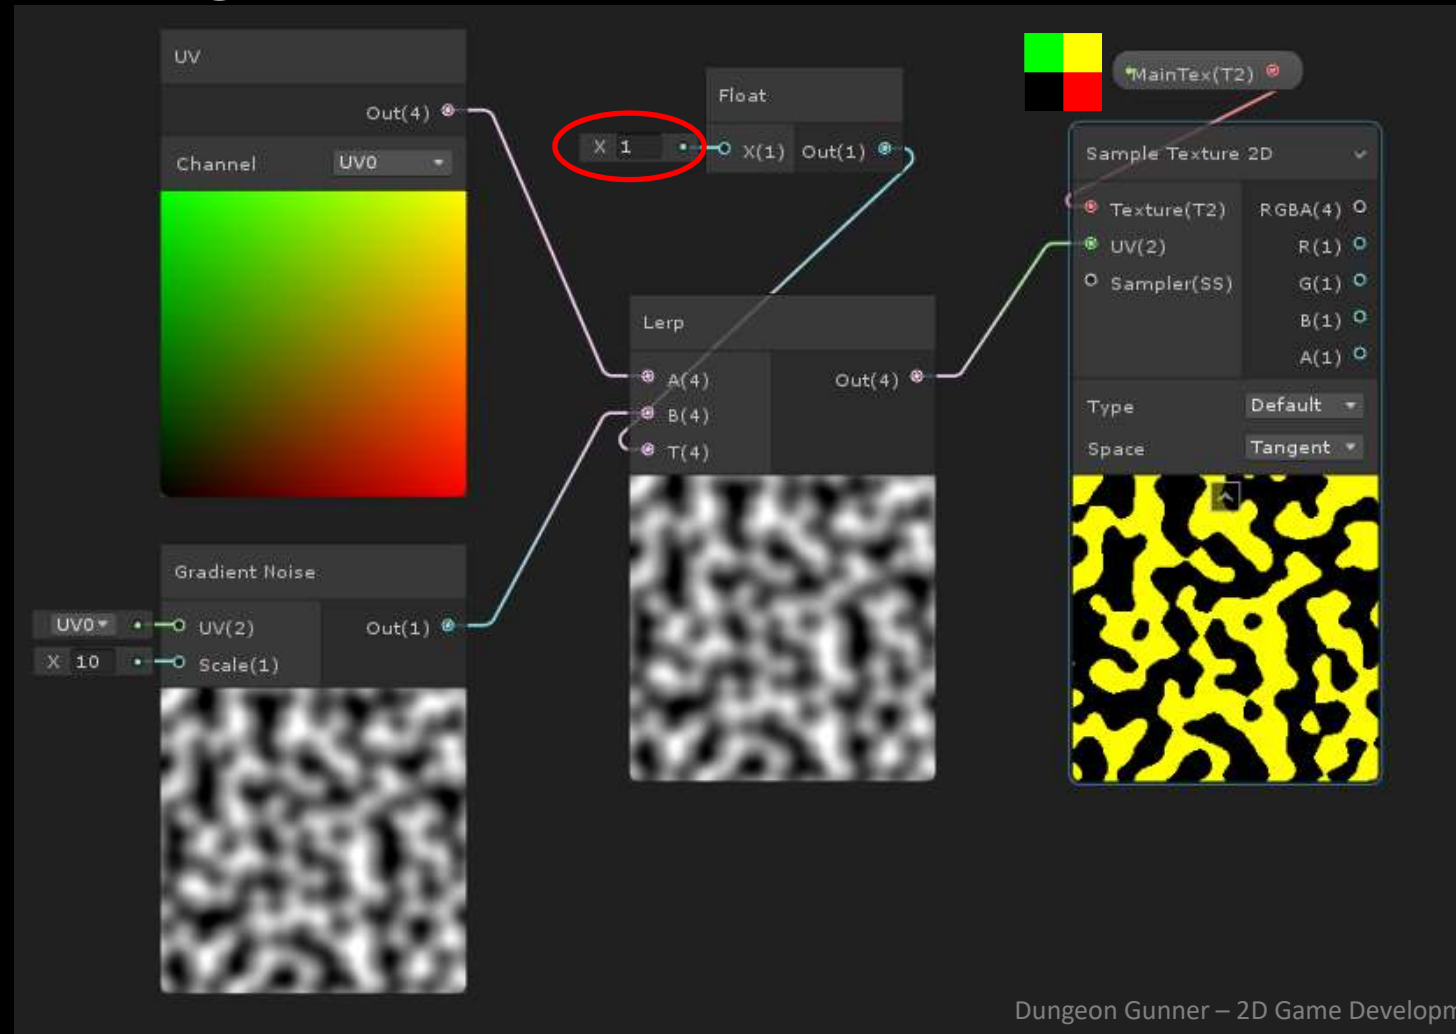 UV
Out(4)
Channel
UV0
Float
X 1
X(1)
Out(1)
MainTex(T2)
Sample Texture 2D
Texture(T2)
RGBA(4)
UV(2)
R(1)
Sampler(SS)
G(1)
B(1)
A(1)
Type
Default
Space
Tangent
Lerp
A(4)
Out(4)
B(4)
T(4)
Gradient Noise
UV0
UV(2)
Out(1)
X 10
Scale(1)
Dungeon Gunner – 2D Game Developm